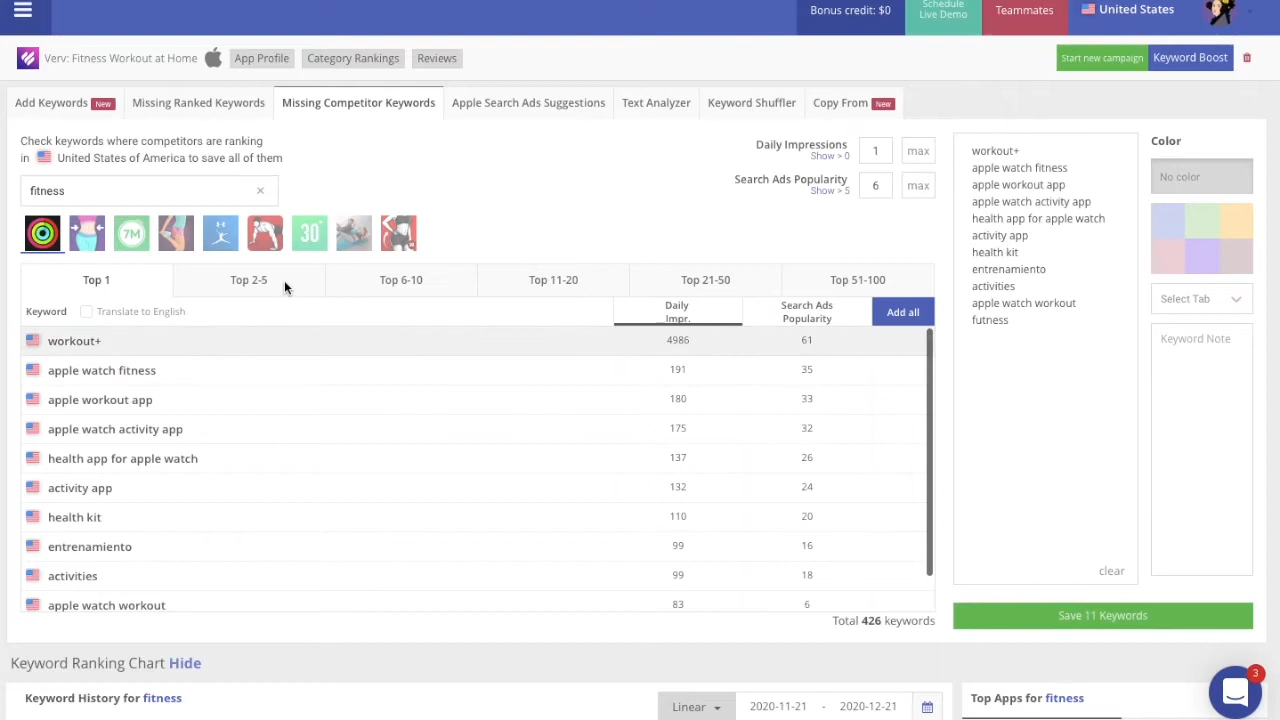 Bonus credit: $0
Schedule
Live Demo
Teammates
United States
Verv: Fitness Workout at Home
App Profile
Category Rankings
Reviews
Start new campaign
Keyword Boost
Add Keywords New
Missing Ranked Keywords
Missing Competitor Keywords
Apple Search Ads Suggestions
Text Analyzer
Keyword Shuffler
Copy From New
Check keywords where competitors are ranking
in United States of America to save all of them
fitness
Daily Impressions
Show > 0
1
max
Search Ads Popularity
Show > 5
6
max
7M
30
Top 1
Top 2-5
Top 6-10
Top 11-20
Top 21-50
Top 51-100
Keyword
Translate to English
Daily
Impr.
Search Ads
Popularity
Add all
workout+ 4986 61
apple watch fitness 191 35
apple workout app 180 33
apple watch activity app 175 32
health app for apple watch 137 26
activity app 132 24
health kit 110 20
entrenamiento 99 16
activities 99 18
apple watch workout 83 6
Total 426 keywords
workout+
apple watch fitness
apple workout app
apple watch activity app
health app for apple watch
activity app
health kit
entrenamiento
activities
apple watch workout
futness
clear
Color
No color
Select Tab
Keyword Note
Save 11 Keywords
Keyword Ranking Chart Hide
Keyword History for fitness
Linear
2020-11-21 - 2020-12-21
Top Apps for fitness
3